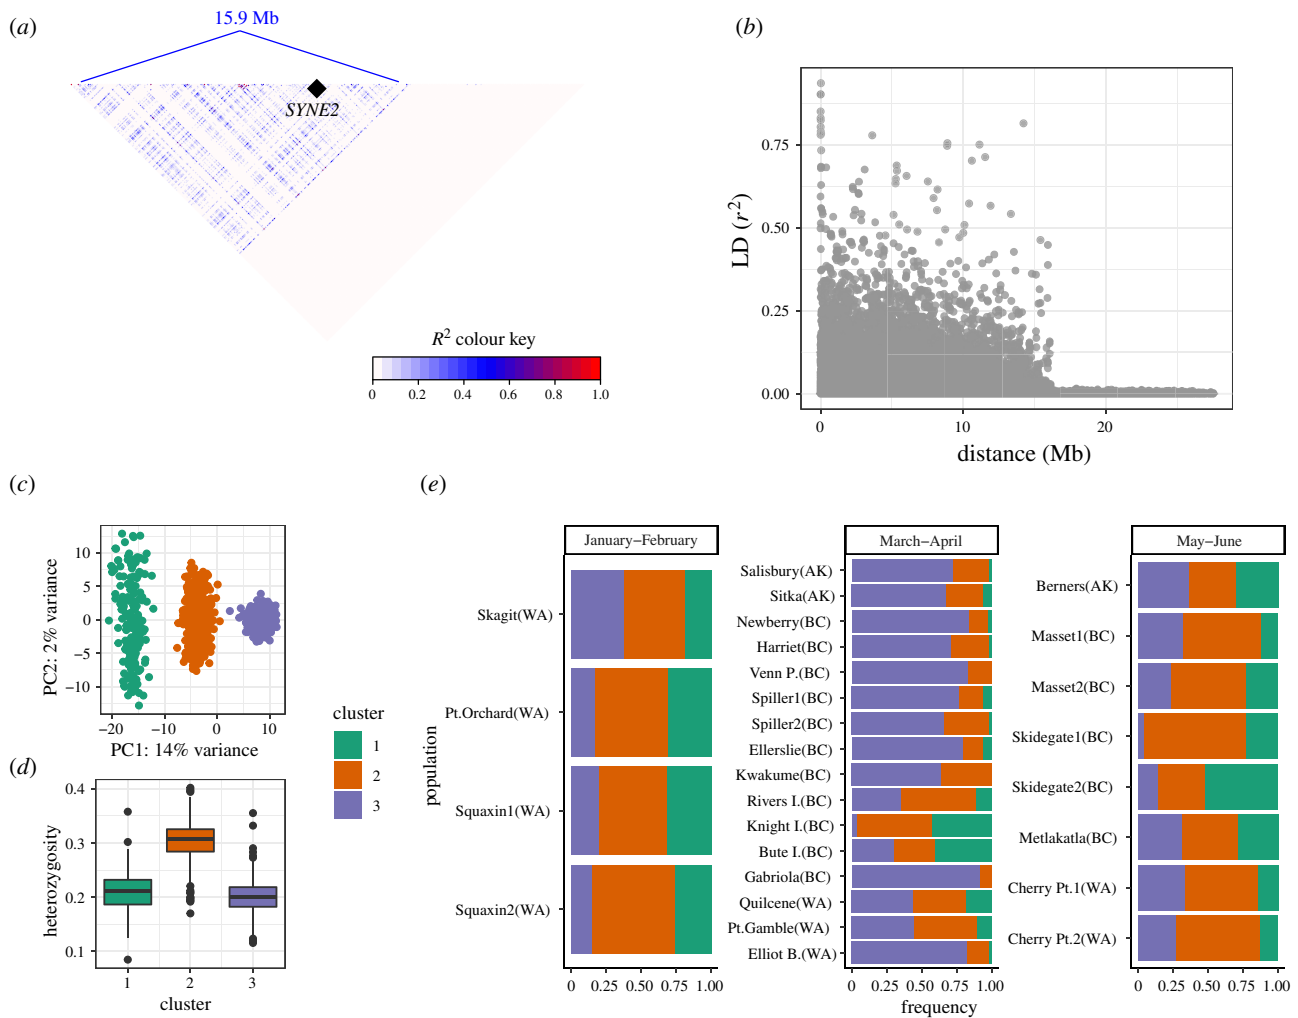 (a)
15.9 Mb
SYNE2
R² colour key
0 0.2 0.4 0.6 0.8 1.0
(b)
LD (r²)
0.75
0.50
0.25
0.00
0 10 20
distance (Mb)
(c)
PC2: 2% variance
10
5
0
−5
−10
−20 −10 0 10
PC1: 14% variance
cluster
1
2
3
(d)
heterozygosity
0.4
0.3
0.2
0.1
1 2 3
cluster
(e)
population
January−February
Skagit(WA)
Pt.Orchard(WA)
Squaxin1(WA)
Squaxin2(WA)
0 0.25 0.50 0.75 1.00
March−April
Salisbury(AK)
Sitka(AK)
Newberry(BC)
Harriet(BC)
Venn P.(BC)
Spiller1(BC)
Spiller2(BC)
Ellerslie(BC)
Kwakume(BC)
Rivers I.(BC)
Knight I.(BC)
Bute I.(BC)
Gabriola(BC)
Quilcene(WA)
Pt.Gamble(WA)
Elliot B.(WA)
0 0.25 0.50 0.75 1.00
frequency
May−June
Berners(AK)
Masset1(BC)
Masset2(BC)
Skidegate1(BC)
Skidegate2(BC)
Metlakatla(BC)
Cherry Pt.1(WA)
Cherry Pt.2(WA)
0 0.25 0.50 0.75 1.00